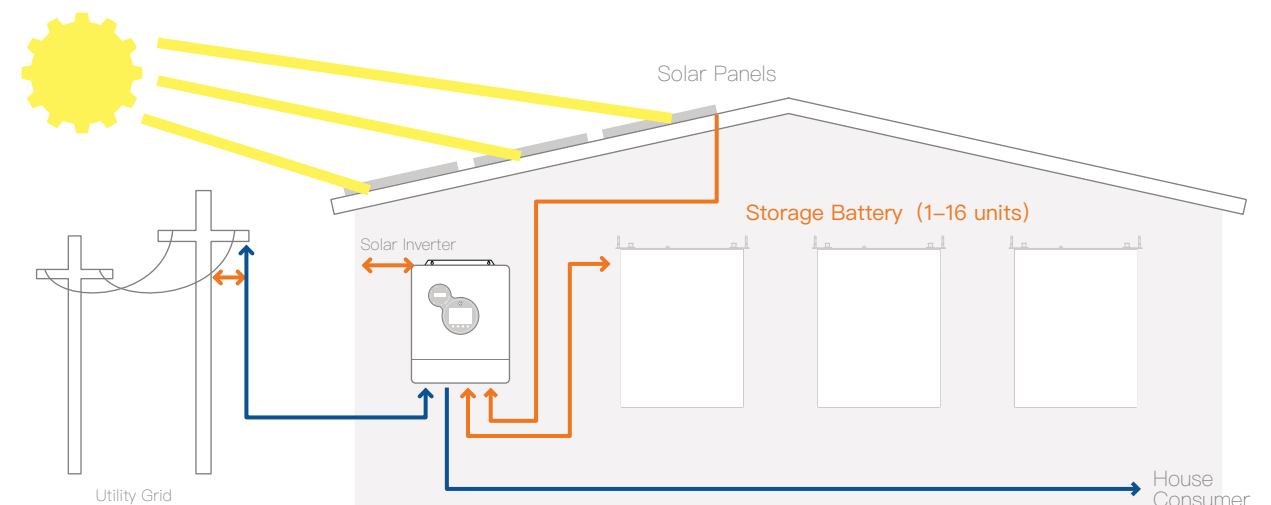 Solar Panels
Storage Battery (1–16 units)
Solar Inverter
Utility Grid
House
Consumer